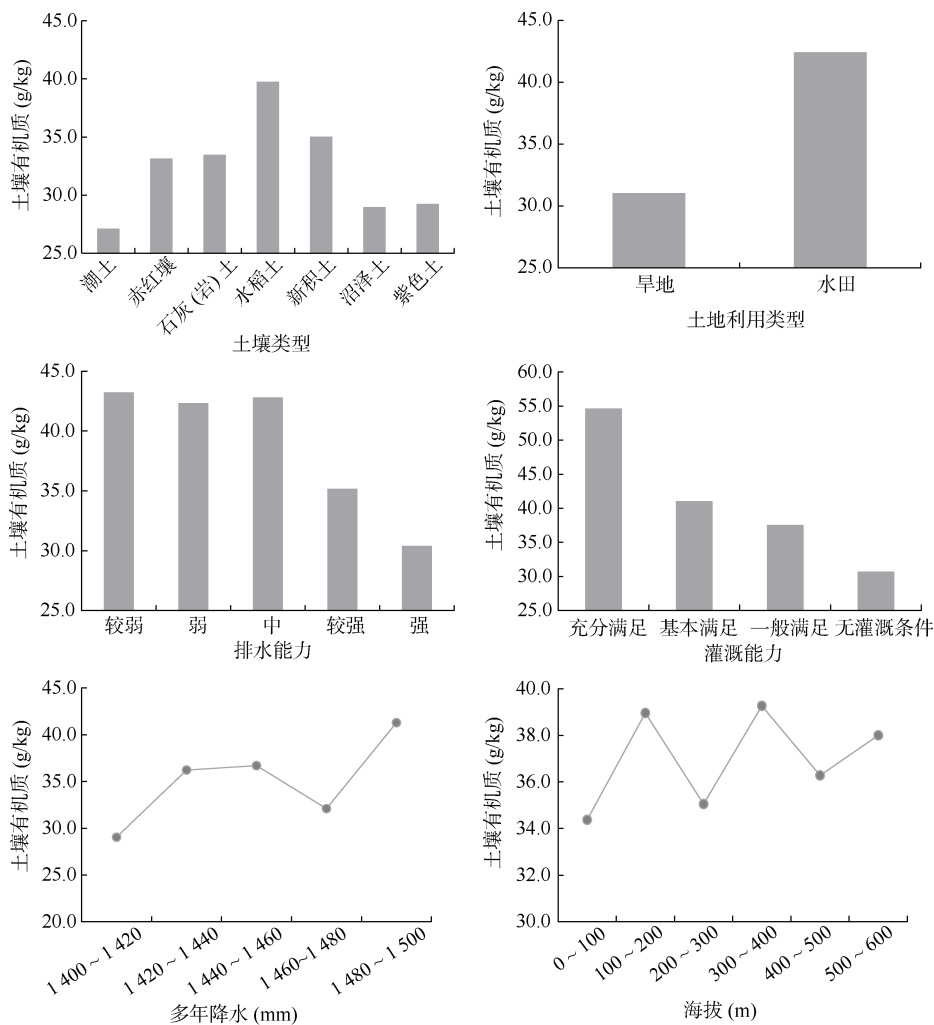 土壤有机质 (g/kg)
45.0
40.0
35.0
30.0
25.0
潮土
赤红壤
石灰 (岩) 土
水稻土
新积土
沼泽土
紫色土
土壤类型
土壤有机质 (g/kg)
45.0
40.0
35.0
30.0
25.0
旱地
水田
土地利用类型
土壤有机质 (g/kg)
45.0
40.0
35.0
30.0
25.0
较弱
弱
中
较强
强
排水能力
土壤有机质 (g/kg)
60.0
55.0
50.0
45.0
40.0
35.0
30.0
25.0
充分满足
基本满足
一般满足
无灌溉条件
灌溉能力
土壤有机质 (g/kg)
45.0
40.0
35.0
30.0
25.0
20.0
1 400 ~ 1 420
1 420 ~ 1 440
1 440 ~ 1 460
1 460~1 480
1 480 ~ 1 500
多年降水 (mm)
土壤有机质 (g/kg)
40.0
38.0
36.0
34.0
32.0
30.0
0 ~ 100
100 ~ 200
200 ~ 300
300 ~ 400
400 ~ 500
500 ~ 600
海拔 (m)